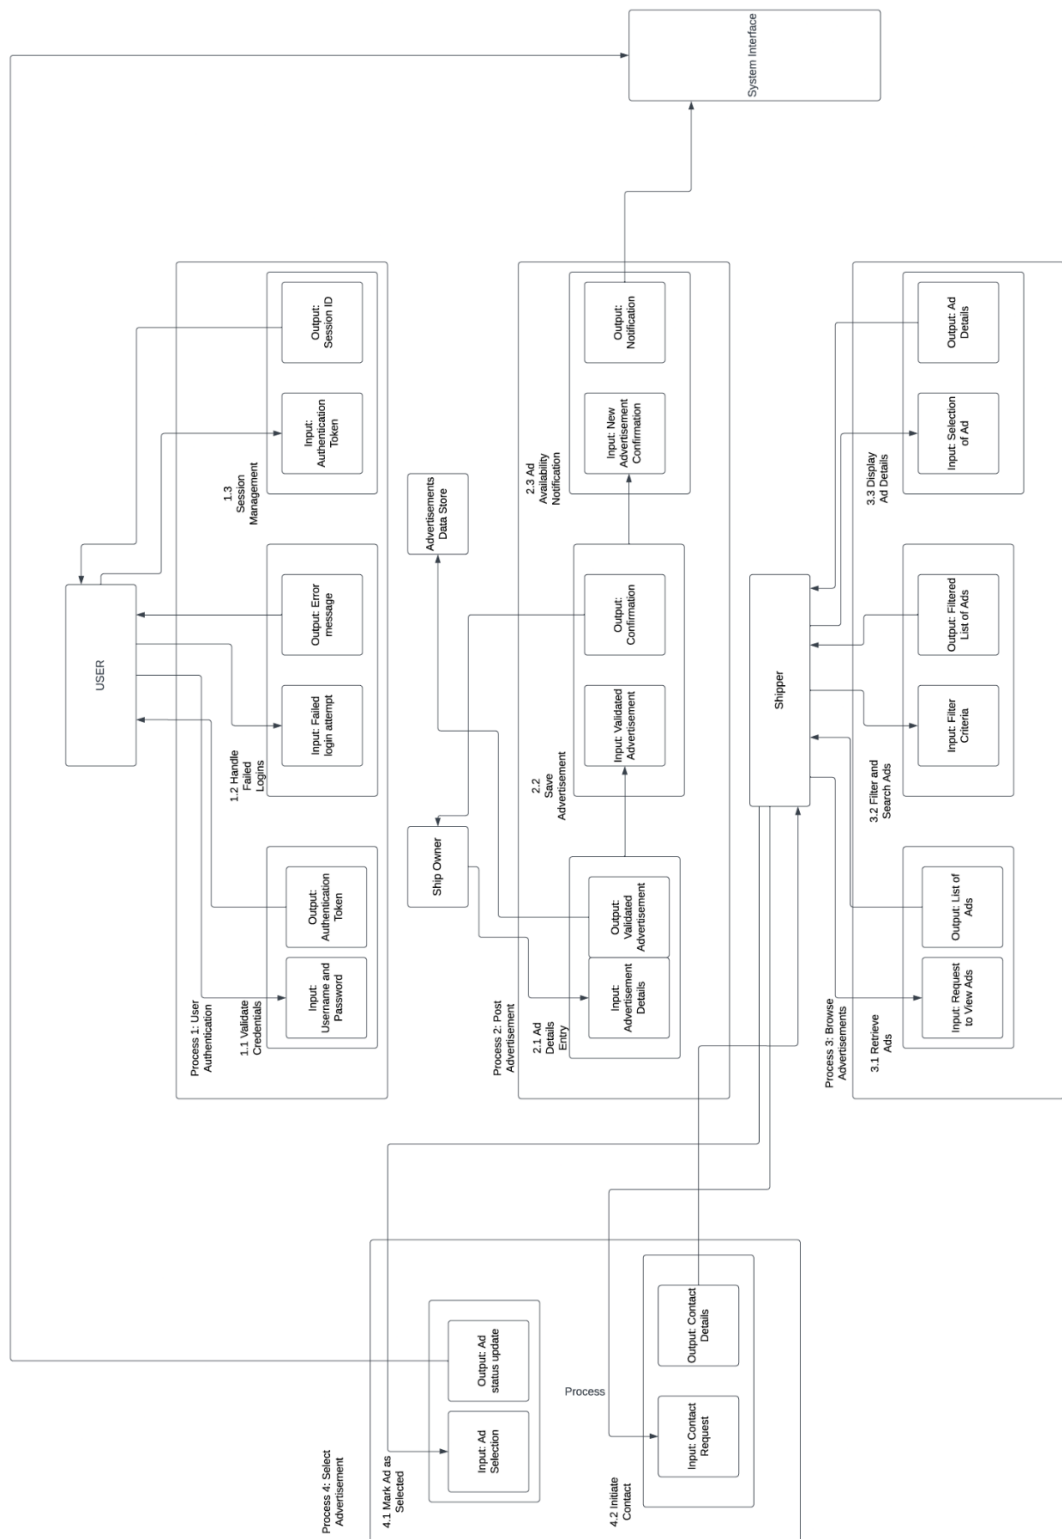 System Interface
USER
Process 1: User
Authentication
1.1 Validate
Credentials
Input:
Username and
Password
Output:
Authentication
Token
1.2 Handle
Failed
Logins
Input: Failed
login attempt
Output: Error
message
1.3
Session
Management
Input:
Authentication
Token
Output:
Session ID
Ship Owner
Advertisements
Data Store
Process 2: Post
Advertisement
2.1 Ad
Details
Entry
Input:
Advertisement
Details
Output:
Validated
Advertisement
2.2
Save
Advertisement
Input: Validated
Advertisement
Output:
Confirmation
2.3 Ad
Availability
Notification
Input: New
Advertisement
Confirmation
Output:
Notification
Shipper
Process 3: Browse
Advertisements
3.1 Retrieve
Ads
Input: Request
to View Ads
Output: List of
Ads
3.2 Filter and
Search Ads
Input: Filter
Criteria
Output: Filtered
List of Ads
3.3 Display
Ad Details
Input: Selection
of Ad
Output: Ad
Details
Process 4: Select
Advertisement
4.1 Mark Ad as
Selected
Input: Ad
Selection
Output: Ad
status update
Process
4.2 Initiate
Contact
Input: Contact
Request
Output: Contact
Details